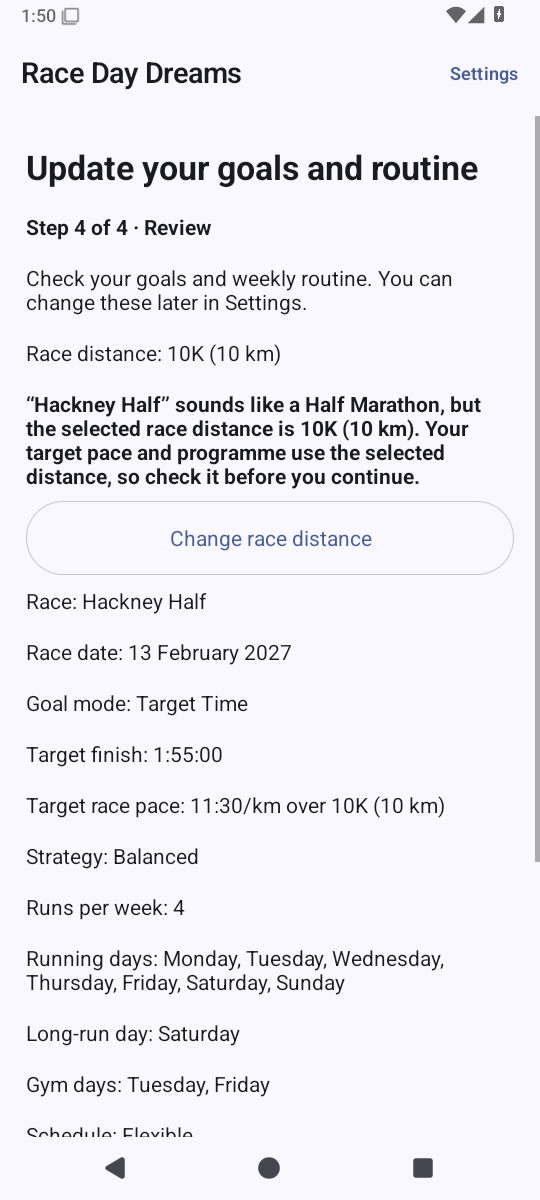 1:50
Race Day Dreams
Settings
Update your goals and routine
Step 4 of 4 · Review
Check your goals and weekly routine. You can
change these later in Settings.
Race distance: 10K (10 km)
“Hackney Half” sounds like a Half Marathon, but
the selected race distance is 10K (10 km). Your
target pace and programme use the selected
distance, so check it before you continue.
Change race distance
Race: Hackney Half
Race date: 13 February 2027
Goal mode: Target Time
Target finish: 1:55:00
Target race pace: 11:30/km over 10K (10 km)
Strategy: Balanced
Runs per week: 4
Running days: Monday, Tuesday, Wednesday,
Thursday, Friday, Saturday, Sunday
Long-run day: Saturday
Gym days: Tuesday, Friday
Schedule: Flexible